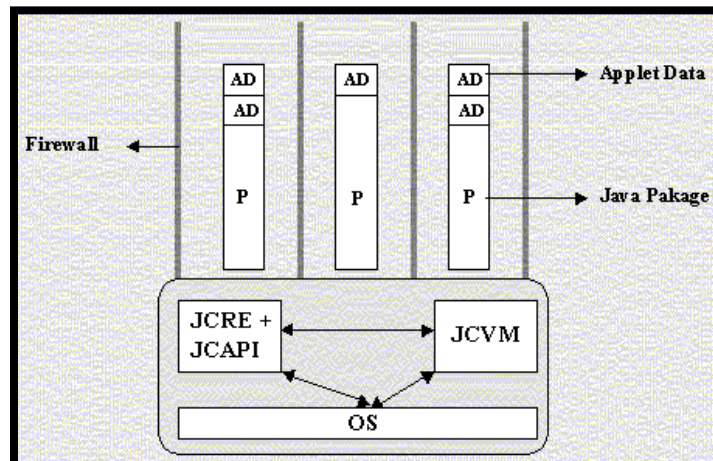 AD AD AD Applet Data
AD AD
Firewall
P P P Java Pakage
JCRE +
JCAPI
JCVM
OS